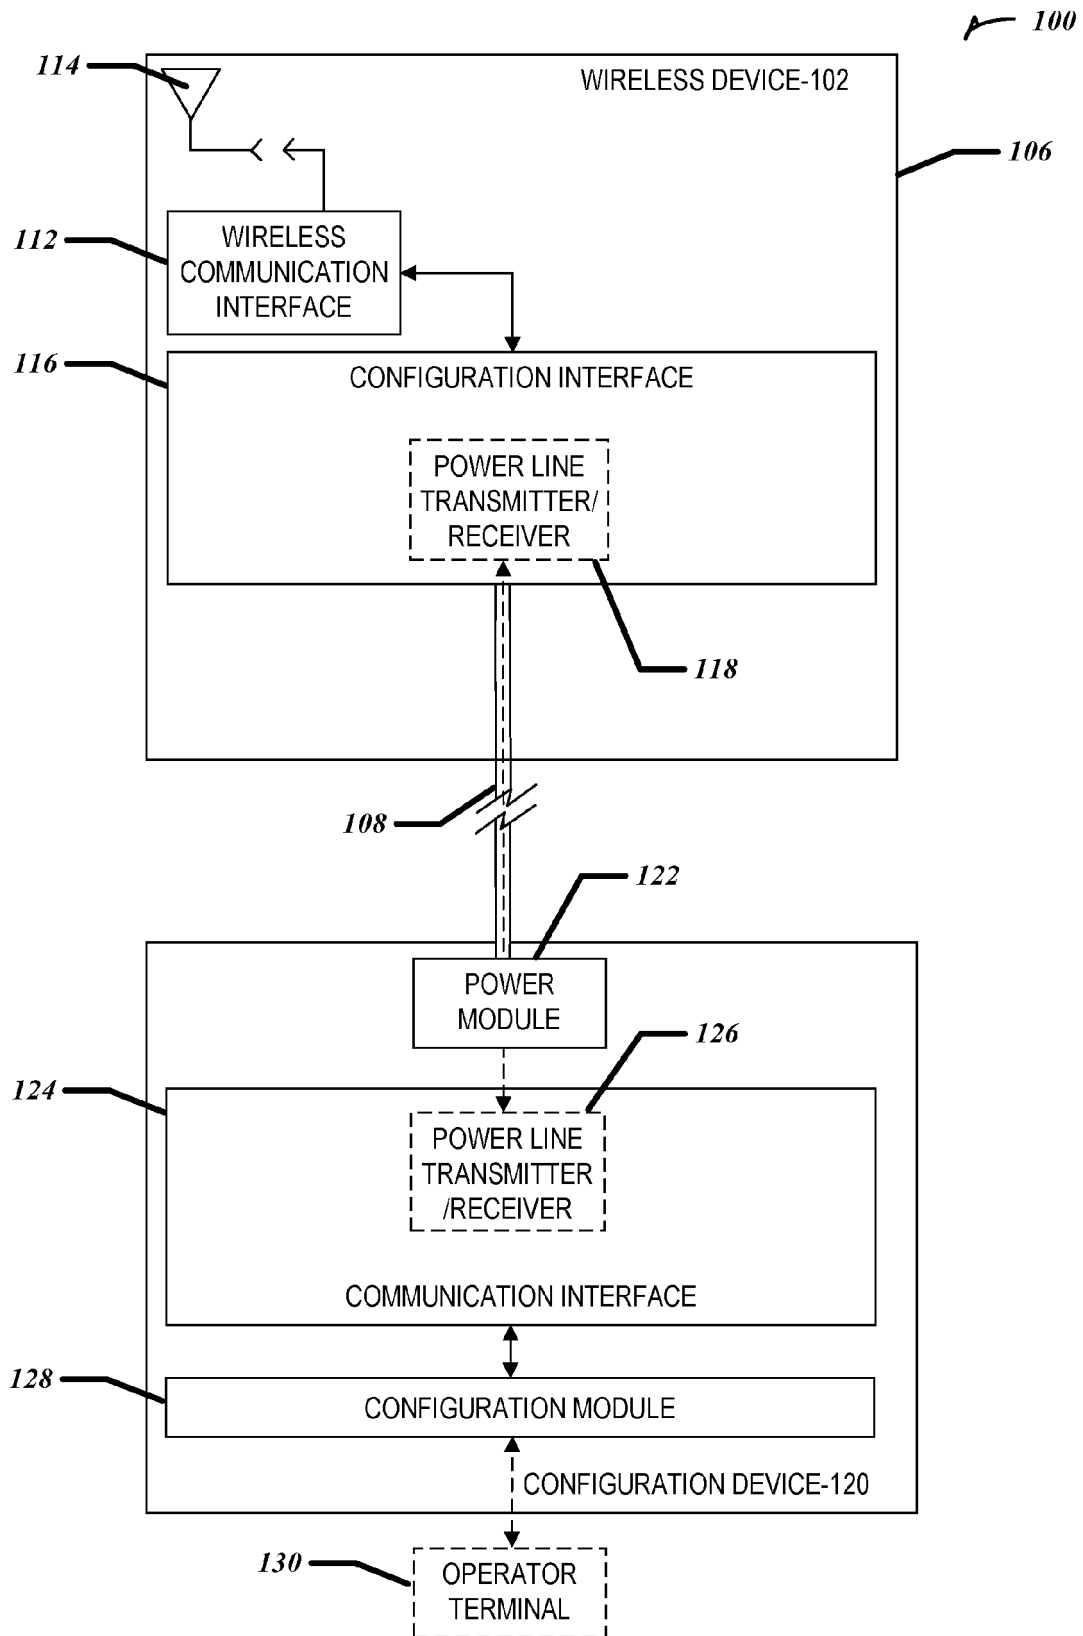 100
114
WIRELESS DEVICE-102
106
112
WIRELESS
COMMUNICATION
INTERFACE
116
CONFIGURATION INTERFACE
POWER LINE
TRANSMITTER/
RECEIVER
118
108
122
POWER
MODULE
126
124
POWER LINE
TRANSMITTER
/RECEIVER
COMMUNICATION INTERFACE
128
CONFIGURATION MODULE
CONFIGURATION DEVICE-120
130
OPERATOR
TERMINAL